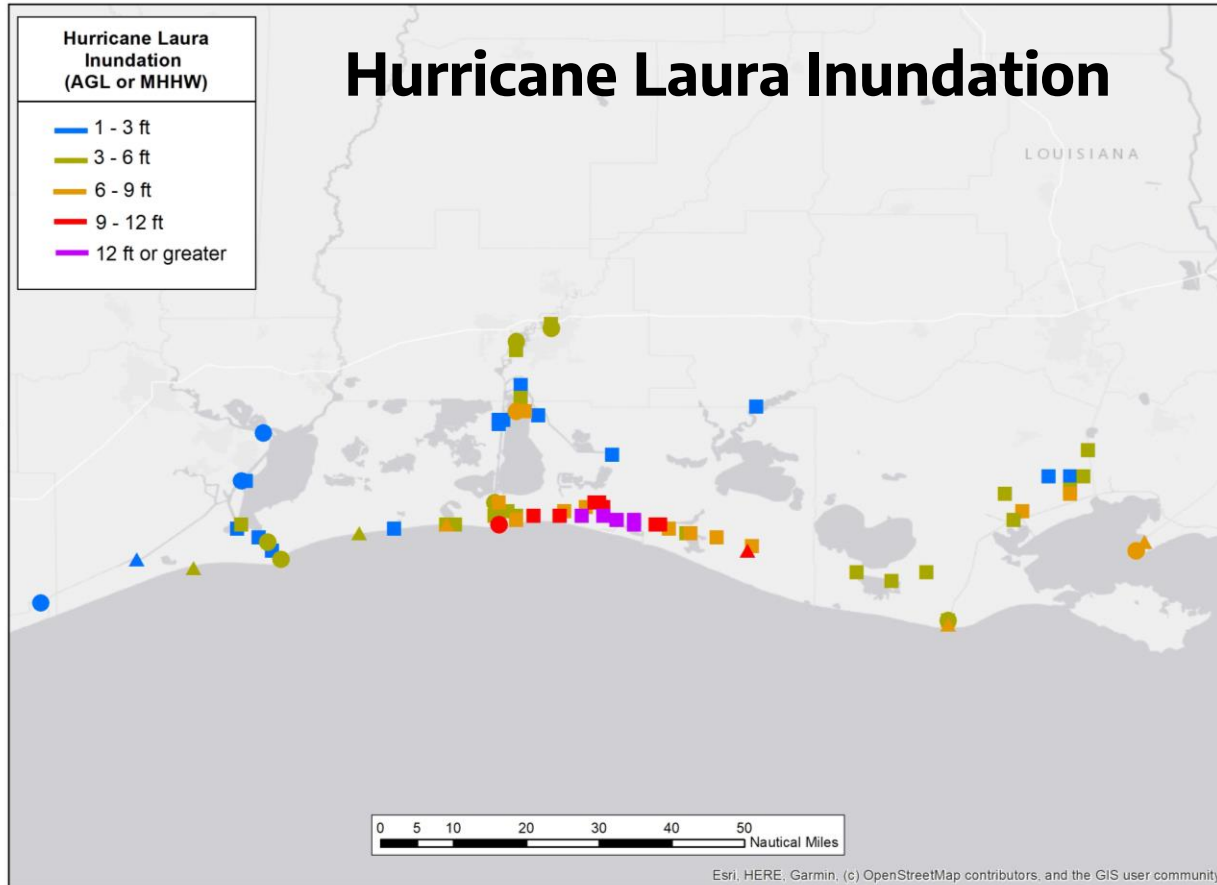 Hurricane Laura Inundation
Hurricane Laura
Inundation
(AGL or MHHW)
1 - 3 ft
3 - 6 ft
6 - 9 ft
9 - 12 ft
12 ft or greater
LOUISIANA
0 5 10 20 30 40 50
Nautical Miles
Esri, HERE, Garmin, (c) OpenStreetMap contributors, and the GIS user community